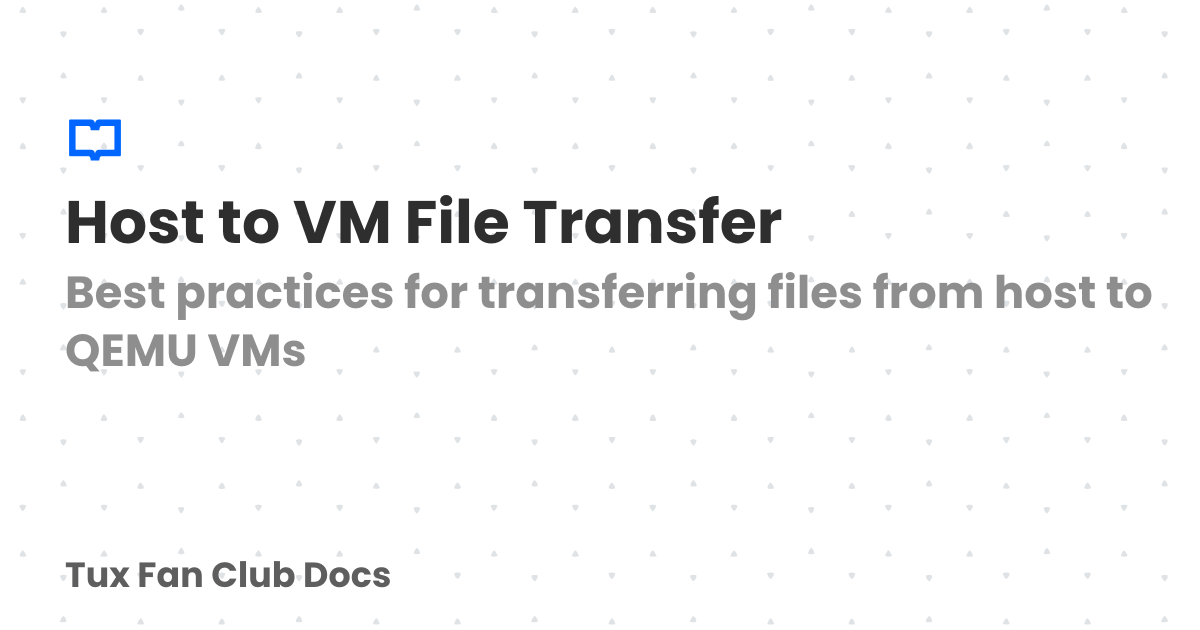 Host to VM File Transfer
Best practices for transferring files from host to
QEMU VMs
Tux Fan Club Docs